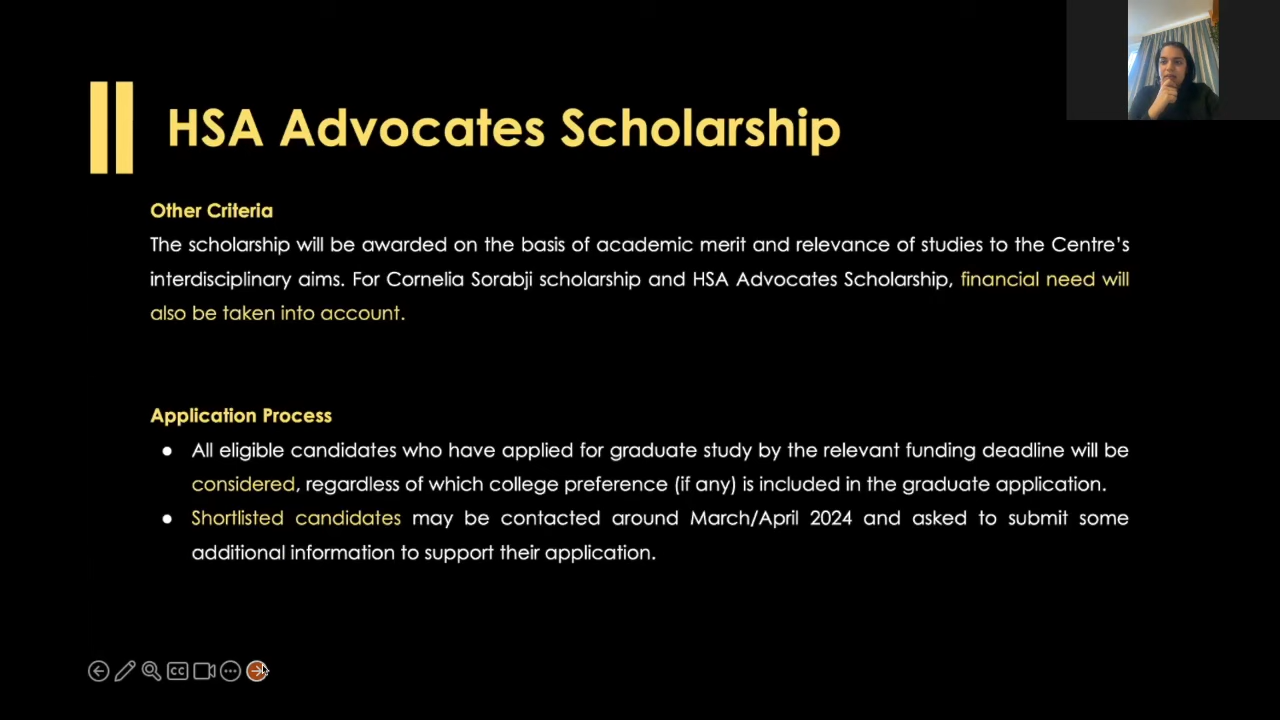 HSA Advocates Scholarship
Other Criteria
The scholarship will be awarded on the basis of academic merit and relevance of studies to the Centre's
interdisciplinary aims. For Cornelia Sorabji scholarship and HSA Advocates Scholarship, financial need will
also be taken into account.
Application Process
● All eligible candidates who have applied for graduate study by the relevant funding deadline will be
considered, regardless of which college preference (if any) is included in the graduate application.
● Shortlisted candidates may be contacted around March/April 2024 and asked to submit some
additional information to support their application.
CC